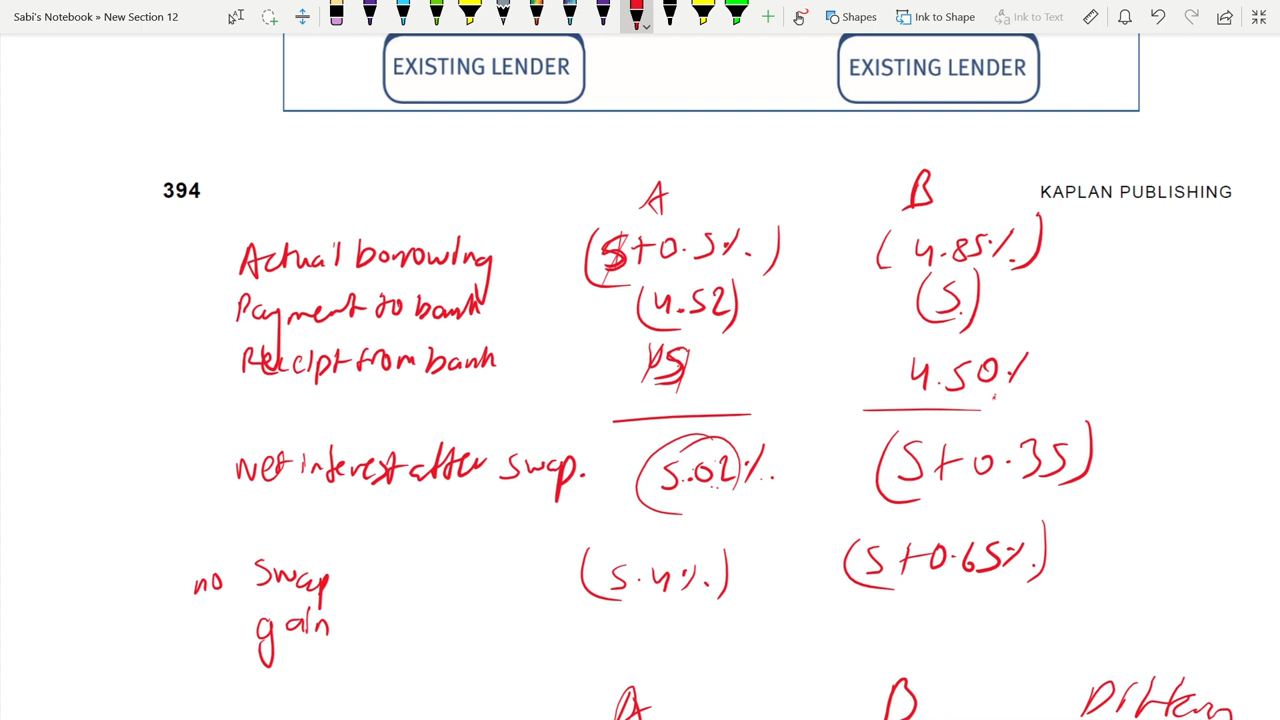 Sabi's Notebook » New Section 12
Shapes Ink to Shape Ink to Text
EXISTING LENDER EXISTING LENDER
394 KAPLAN PUBLISHING
A B
Actual borrowing (S+0.5%) (4.85%)
Payment to bank (4.52) (S)
Receipt from bank S 4.50%
Net interest after swap. (5.02)%. (S+0.35)
no swap (5.4%) (S+0.65%)
gain
A B